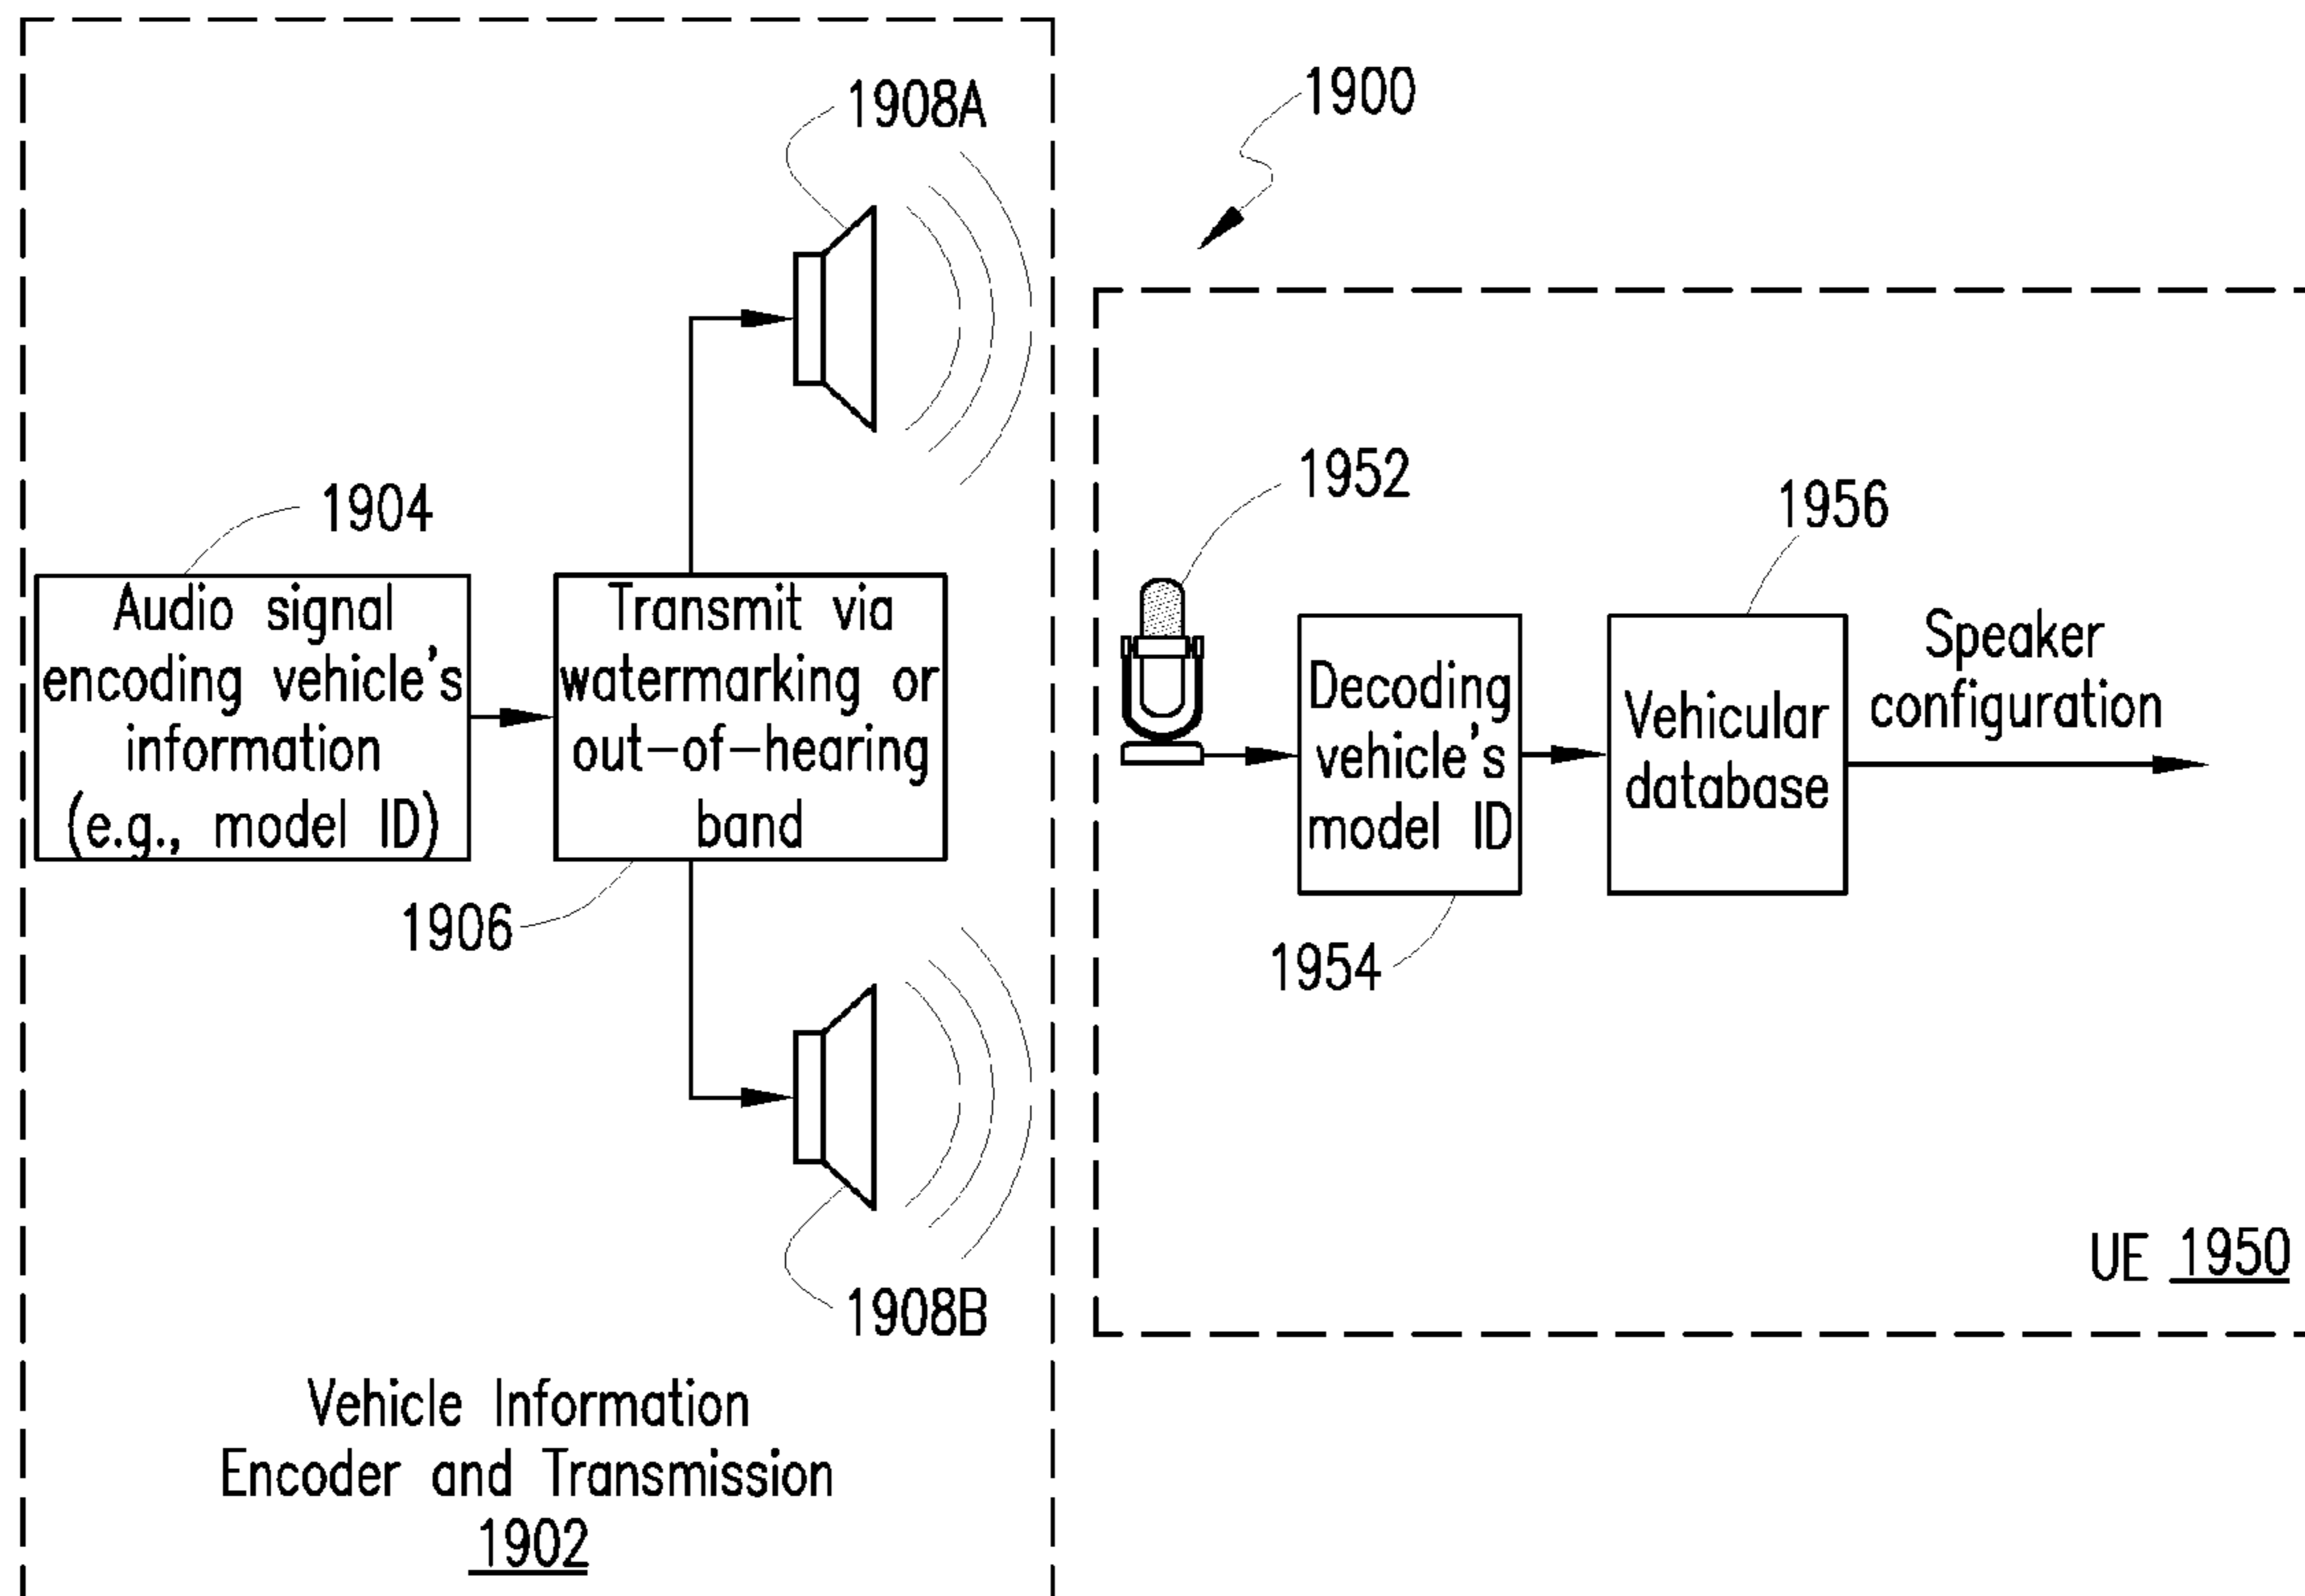 1908A
1900
1904
1952
1956
Audio signal
encoding vehicle's
information
(e.g., model ID)
Transmit via
watermarking or
out-of-hearing
band
Decoding
vehicle's
model ID
Vehicular
database
Speaker
configuration
1906
1954
1908B
UE 1950
Vehicle Information
Encoder and Transmission
1902